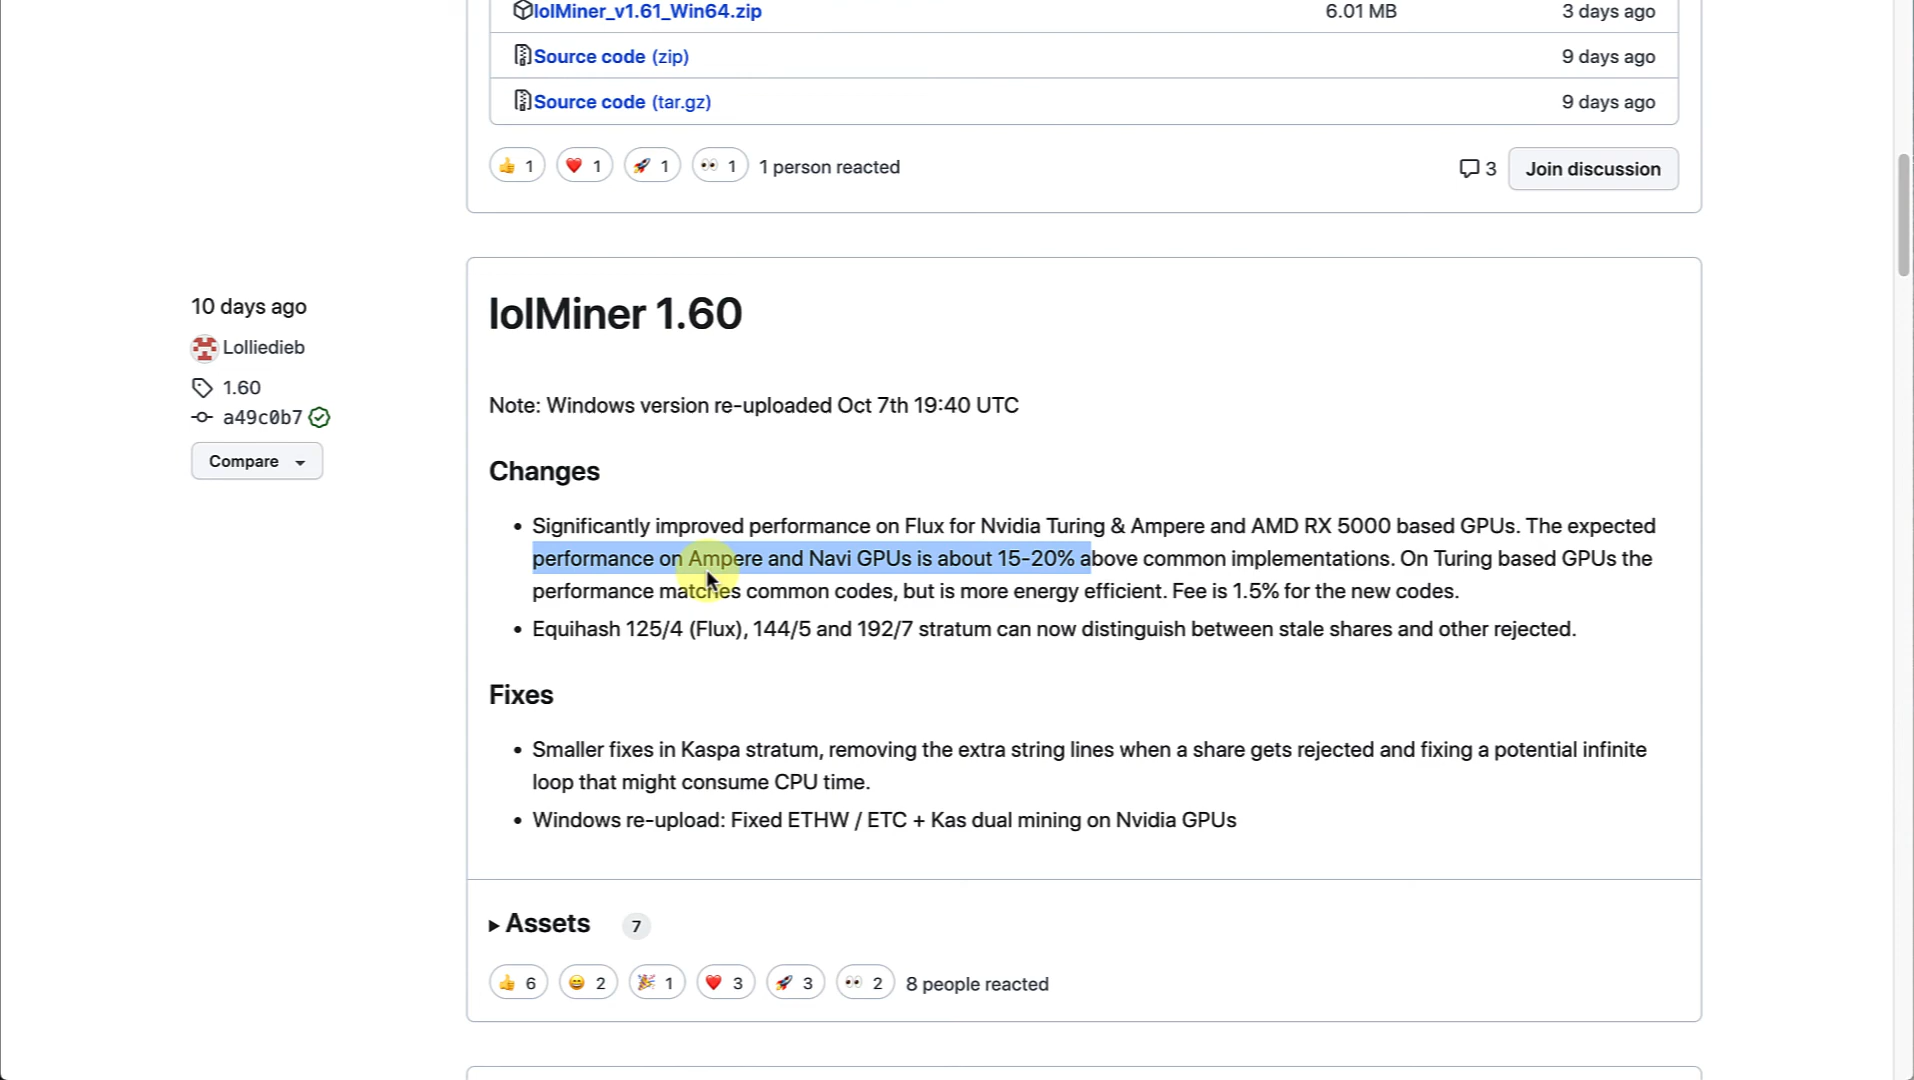 lolMiner_v1.61_Win64.zip 6.01 MB 3 days ago
Source code (zip) 9 days ago
Source code (tar.gz) 9 days ago
👍 1 ❤️ 1 🚀 1 👀 1 1 person reacted 3 Join discussion
10 days ago
Lolliedieb
1.60
a49c0b7
Compare
lolMiner 1.60
Note: Windows version re-uploaded Oct 7th 19:40 UTC
Changes
• Significantly improved performance on Flux for Nvidia Turing & Ampere and AMD RX 5000 based GPUs. The expected
performance on Ampere and Navi GPUs is about 15-20% above common implementations. On Turing based GPUs the
performance matches common codes, but is more energy efficient. Fee is 1.5% for the new codes.
• Equihash 125/4 (Flux), 144/5 and 192/7 stratum can now distinguish between stale shares and other rejected.
Fixes
• Smaller fixes in Kaspa stratum, removing the extra string lines when a share gets rejected and fixing a potential infinite
loop that might consume CPU time.
• Windows re-upload: Fixed ETHW / ETC + Kas dual mining on Nvidia GPUs
Assets 7
👍 6 😄 2 🎉 1 ❤️ 3 🚀 3 👀 2 8 people reacted